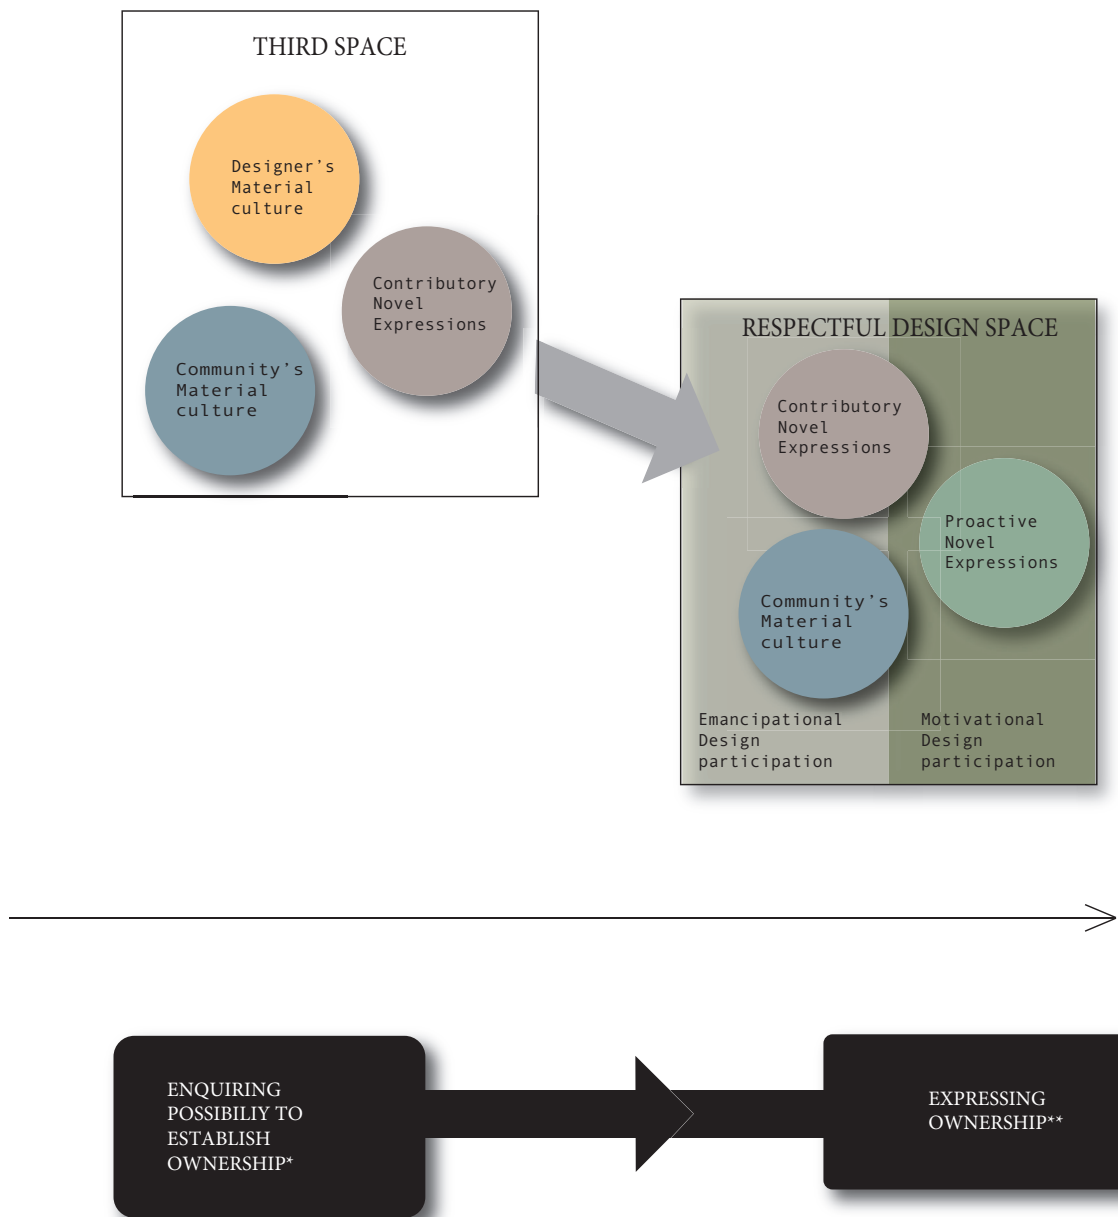 THIRD SPACE
Designer’s
Material
culture
Contributory
Novel
Expressions
Community’s
Material
culture
RESPECTFUL DESIGN SPACE
Contributory
Novel
Expressions
Proactive
Novel
Expressions
Community’s
Material
culture
Emancipational
Design
participation
Motivational
Design
participation
ENQUIRING
POSSIBILIY TO
ESTABLISH
OWNERSHIP*
EXPRESSING
OWNERSHIP**